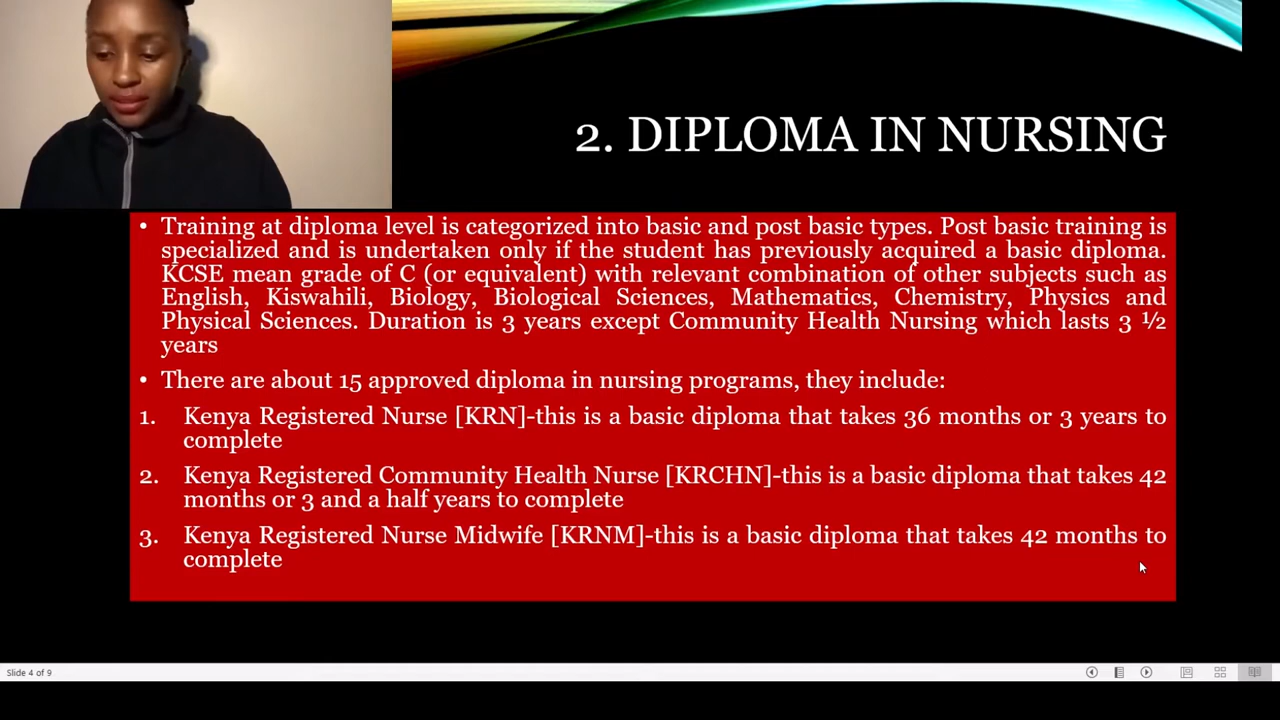 2. DIPLOMA IN NURSING
• Training at diploma level is categorized into basic and post basic types. Post basic training is
specialized and is undertaken only if the student has previously acquired a basic diploma.
KCSE mean grade of C (or equivalent) with relevant combination of other subjects such as
English, Kiswahili, Biology, Biological Sciences, Mathematics, Chemistry, Physics and
Physical Sciences. Duration is 3 years except Community Health Nursing which lasts 3 ½
years
• There are about 15 approved diploma in nursing programs, they include:
1. Kenya Registered Nurse [KRN]-this is a basic diploma that takes 36 months or 3 years to
complete
2. Kenya Registered Community Health Nurse [KRCHN]-this is a basic diploma that takes 42
months or 3 and a half years to complete
3. Kenya Registered Nurse Midwife [KRNM]-this is a basic diploma that takes 42 months to
complete
Slide 4 of 9